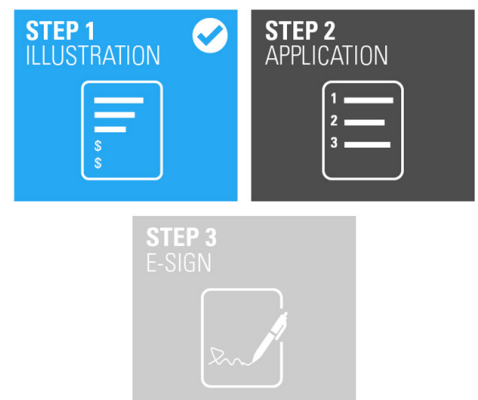 STEP 1
ILLUSTRATION
$
$
STEP 2
APPLICATION
1
2
3
STEP 3
E-SIGN